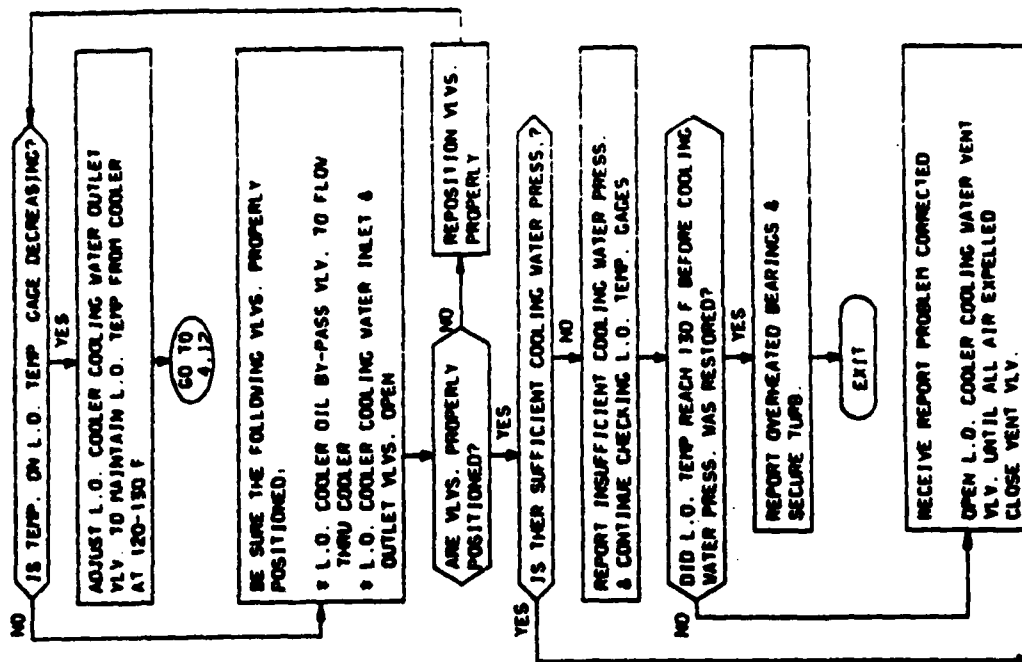 IS TEMP. ON L.O. TEMP GAGE DECREASING?
NO
YES
ADJUST L.O. COOLER COOLING WATER OUTLET
VLV. TO MAINTAIN L.O. TEMP FROM COOLER
AT 120-130 F
GO TO
4.12
BE SURE THE FOLLOWING VLVS. PROPERLY
POSITIONED:
* L.O. COOLER OIL BY-PASS VLV. TO FLOW
THRU COOLER
* L.O. COOLER COOLING WATER INLET &
OUTLET VLVS. OPEN
ARE VLVS. PROPERLY
POSITIONED?
NO
REPOSITION VLVS.
PROPERLY
YES
IS THER SUFFICIENT COOLING WATER PRESS.?
YES
NO
REPORT INSUFFICIENT COOLING WATER PRESS.
& CONTINUE CHECKING L.O. TEMP. GAGES
DID L.O. TEMP REACH 130 F BEFORE COOLING
WATER PRESS. WAS RESTORED?
NO
YES
REPORT OVERHEATED BEARINGS &
SECURE TURB.
EXIT
RECEIVE REPORT PROBLEM CORRECTED
OPEN L.O. COOLER COOLING WATER VENT
VLV. UNTIL ALL AIR EXPELLED
CLOSE VENT VLV.